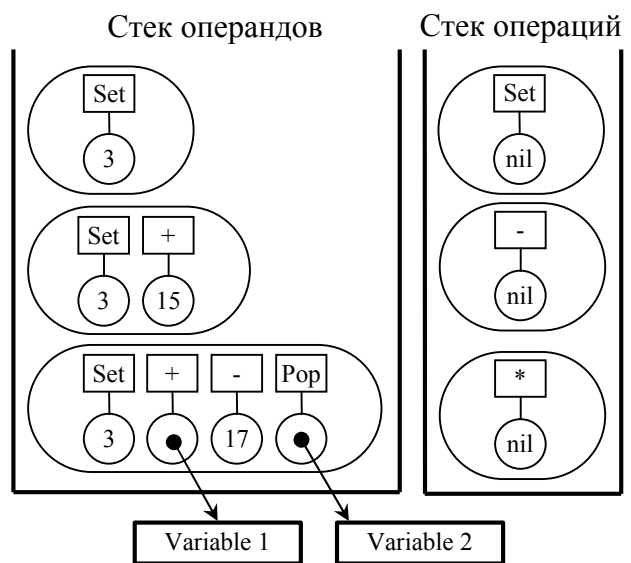 Стек операндов Стек операций
Set Set
3 nil
Set + -
3 15 nil
Set + - Pop *
3 17 nil
Variable 1 Variable 2